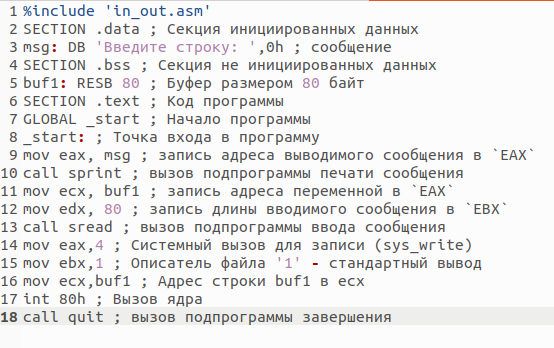 1 %include 'in_out.asm'
2 SECTION .data ; Секция инициированных данных
3 msg: DB 'Введите строку: ',0h ; сообщение
4 SECTION .bss ; Секция не инициированных данных
5 buf1: RESB 80 ; Буфер размером 80 байт
6 SECTION .text ; Код программы
7 GLOBAL _start ; Начало программы
8 _start: ; Точка входа в программу
9 mov eax, msg ; запись адреса выводимого сообщения в `EAX`
10 call sprint ; вызов подпрограммы печати сообщения
11 mov ecx, buf1 ; запись адреса переменной в `EAX`
12 mov edx, 80 ; запись длины вводимого сообщения в `EBX`
13 call sread ; вызов подпрограммы ввода сообщения
14 mov eax,4 ; Системный вызов для записи (sys_write)
15 mov ebx,1 ; Описатель файла '1' - стандартный вывод
16 mov ecx,buf1 ; Адрес строки buf1 в ecx
17 int 80h ; Вызов ядра
18 call quit ; вызов подпрограммы завершения